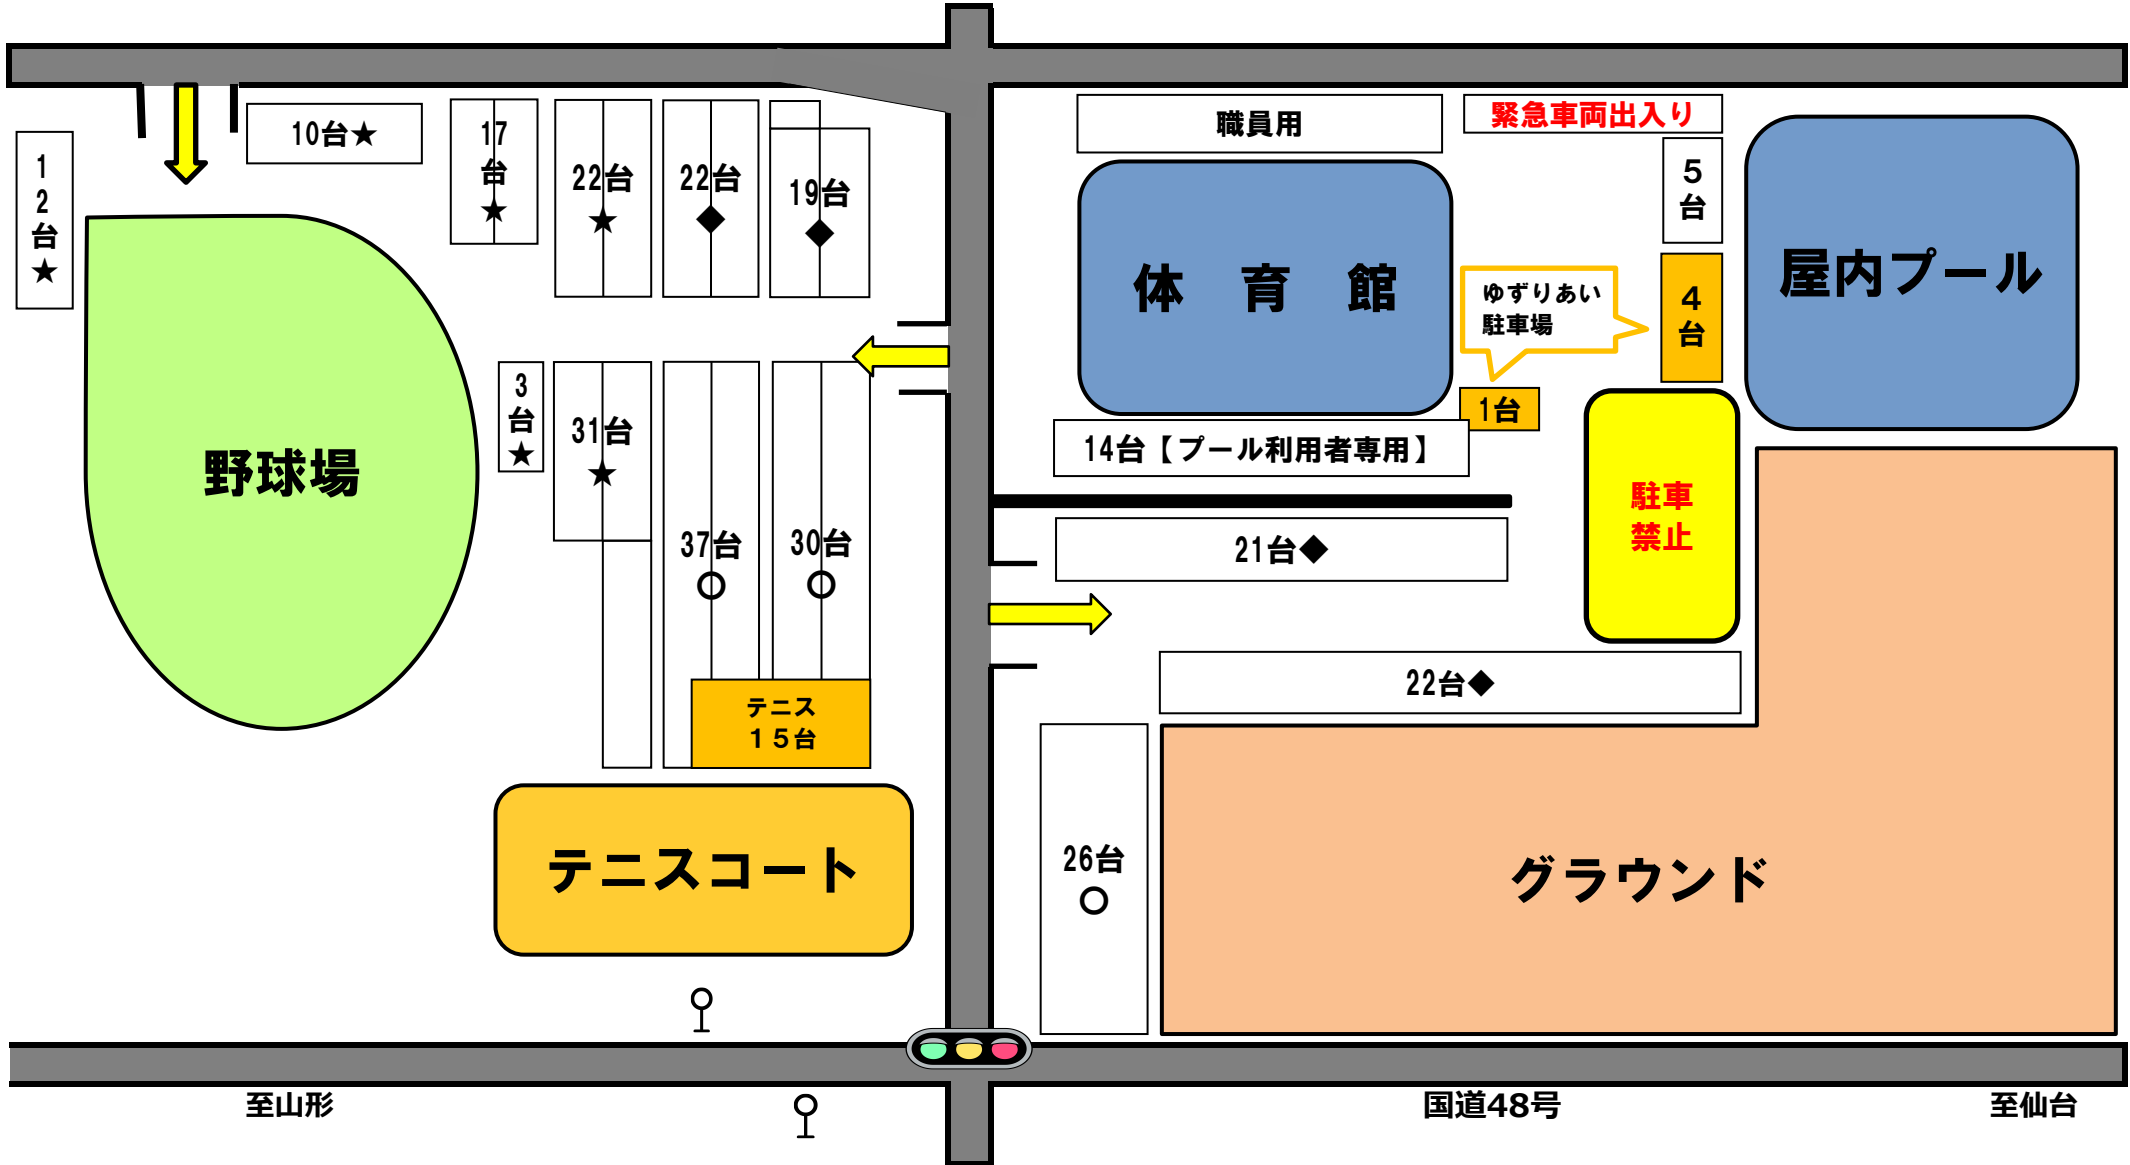 職員用
緊急車両出入り
10台★
17
台
★
1
2
台
★
22台
★
22台
◆
19台
◆
5
台
体 育 館
屋内プール
ゆずりあい
駐車場
4
台
1台
3
台
★
31台
★
14台【プール利用者専用】
野球場
駐車
禁止
37台
○
30台
○
21台◆
22台◆
テニス
15台
テニスコート
26台
○
グラウンド
至山形
国道48号
至仙台